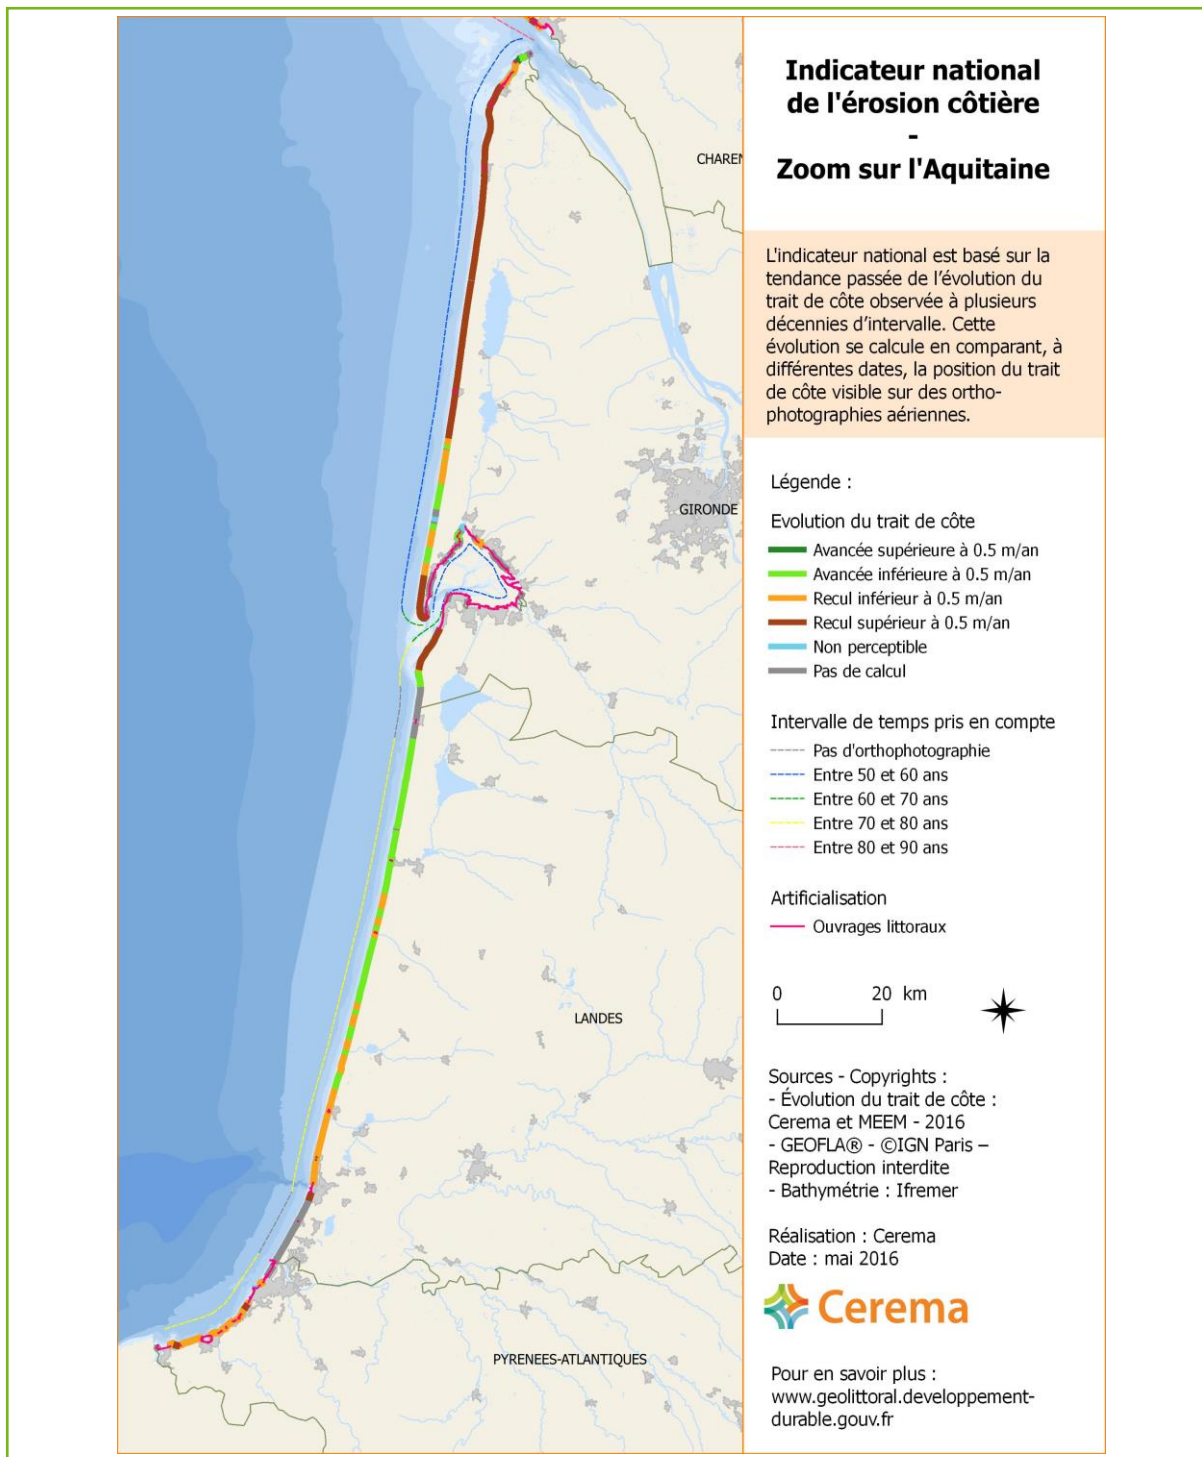 Indicateur national
de l'érosion côtière
-
Zoom sur l'Aquitaine
L'indicateur national est basé sur la
tendance passée de l'évolution du
trait de côte observée à plusieurs
décennies d'intervalle. Cette
évolution se calcule en comparant, à
différentes dates, la position du trait
de côte visible sur des ortho-
photographies aériennes.
Légende :
Evolution du trait de côte
Avancée supérieure à 0.5 m/an
Avancée inférieure à 0.5 m/an
Recul inférieur à 0.5 m/an
Recul supérieur à 0.5 m/an
Non perceptible
Pas de calcul
Intervalle de temps pris en compte
Pas d'orthophotographie
Entre 50 et 60 ans
Entre 60 et 70 ans
Entre 70 et 80 ans
Entre 80 et 90 ans
Artificialisation
Ouvrages littoraux
0 20 km
Sources - Copyrights :
- Évolution du trait de côte :
Cerema et MEEM - 2016
- GEOFLA® - ©IGN Paris –
Reproduction interdite
- Bathymétrie : Ifremer
Réalisation : Cerema
Date : mai 2016
Cerema
Pour en savoir plus :
www.geolittoral.developpement-
durable.gouv.fr
CHAREN
GIRONDE
LANDES
PYRENEES-ATLANTIQUES